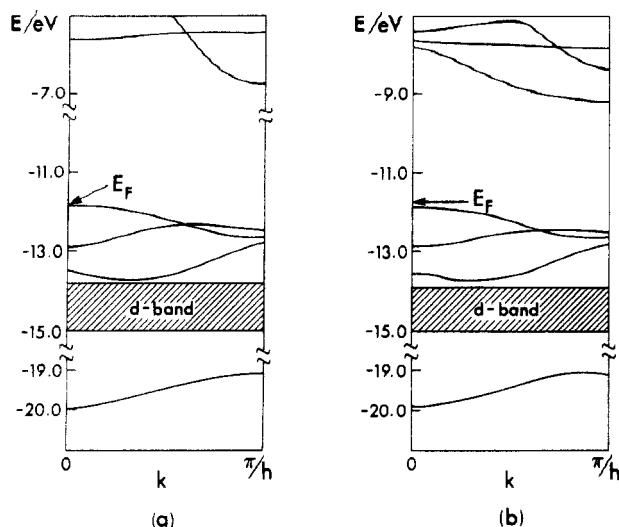 E/eV
-7.0
-11.0
E_F
-13.0
d-band
-15.0
-19.0
-20.0
0
k
π/h
(a)
E/eV
-9.0
-11.0
E_F
-13.0
d-band
-15.0
-19.0
-20.0
0
k
π/h
(b)